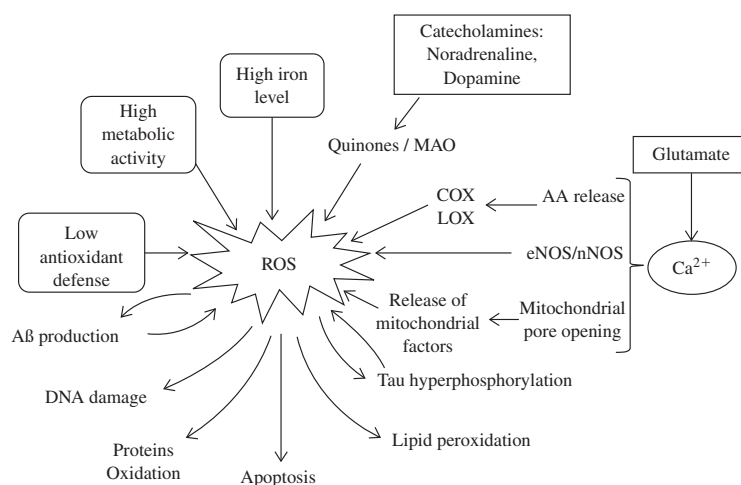 Catecholamines:
Noradrenaline,
Dopamine
High iron
level
High
metabolic
activity
Quinones / MAO
Glutamate
COX
LOX
AA release
Low
antioxidant
defense
ROS
eNOS/nNOS
Ca²⁺
Release of
mitochondrial
factors
Mitochondrial
pore opening
Aß production
Tau hyperphosphorylation
DNA damage
Lipid peroxidation
Proteins
Oxidation
Apoptosis